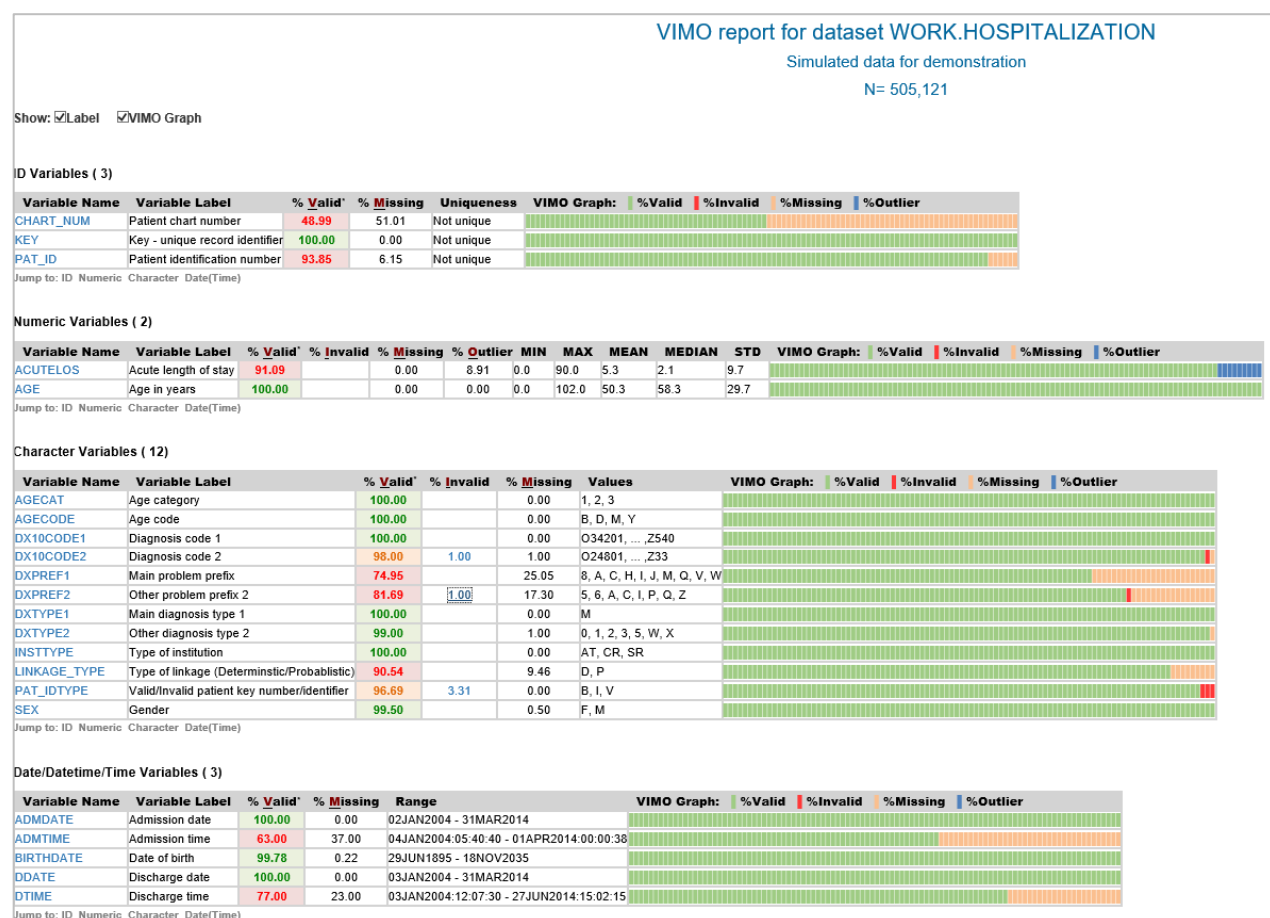 VIMO report for dataset WORK.HOSPITALIZATION
Simulated data for demonstration
N= 505,121
Show: Label VIMO Graph
ID Variables ( 3)
Variable Name Variable Label % Valid* % Missing Uniqueness VIMO Graph: %Valid %Invalid %Missing %Outlier
CHART_NUM Patient chart number 48.99 51.01 Not unique
KEY Key - unique record identifier 100.00 0.00 Not unique
PAT_ID Patient identification number 93.85 6.15 Not unique
Jump to: ID Numeric Character Date(Time)
Numeric Variables ( 2)
Variable Name Variable Label % Valid* % Invalid % Missing % Outlier MIN MAX MEAN MEDIAN STD VIMO Graph: %Valid %Invalid %Missing %Outlier
ACUTELOS Acute length of stay 91.09 0.00 8.91 0.0 90.0 5.3 2.1 9.7
AGE Age in years 100.00 0.00 0.00 0.0 102.0 50.3 58.3 29.7
Jump to: ID Numeric Character Date(Time)
Character Variables ( 12)
Variable Name Variable Label % Valid* % Invalid % Missing Values VIMO Graph: %Valid %Invalid %Missing %Outlier
AGECAT Age category 100.00 0.00 1, 2, 3
AGECODE Age code 100.00 0.00 B, D, M, Y
DX10CODE1 Diagnosis code 1 100.00 0.00 O34201, ... ,Z540
DX10CODE2 Diagnosis code 2 98.00 1.00 1.00 O24801, ... ,Z33
DXPREF1 Main problem prefix 74.95 25.05 8, A, C, H, I, J, M, Q, V, W
DXPREF2 Other problem prefix 2 81.69 1.00 17.30 5, 6, A, C, I, P, Q, Z
DXTYPE1 Main diagnosis type 1 100.00 0.00 M
DXTYPE2 Other diagnosis type 2 99.00 1.00 0, 1, 2, 3, 5, W, X
INSTTYPE Type of institution 100.00 0.00 AT, CR, SR
LINKAGE_TYPE Type of linkage (Determinstic/Probablistic) 90.54 9.46 D, P
PAT_IDTYPE Valid/Invalid patient key number/identifier 96.69 3.31 0.00 B, I, V
SEX Gender 99.50 0.50 F, M
Jump to: ID Numeric Character Date(Time)
Date/Datetime/Time Variables ( 3)
Variable Name Variable Label % Valid* % Missing Range VIMO Graph: %Valid %Invalid %Missing %Outlier
ADMDATE Admission date 100.00 0.00 02JAN2004 - 31MAR2014
ADMTIME Admission time 63.00 37.00 04JAN2004:05:40:40 - 01APR2014:00:00:38
BIRTHDATE Date of birth 99.78 0.22 29JUN1895 - 18NOV2035
DDATE Discharge date 100.00 0.00 03JAN2004 - 31MAR2014
DTIME Discharge time 77.00 23.00 03JAN2004:12:07:30 - 27JUN2014:15:02:15
Jump to: ID Numeric Character Date(Time)